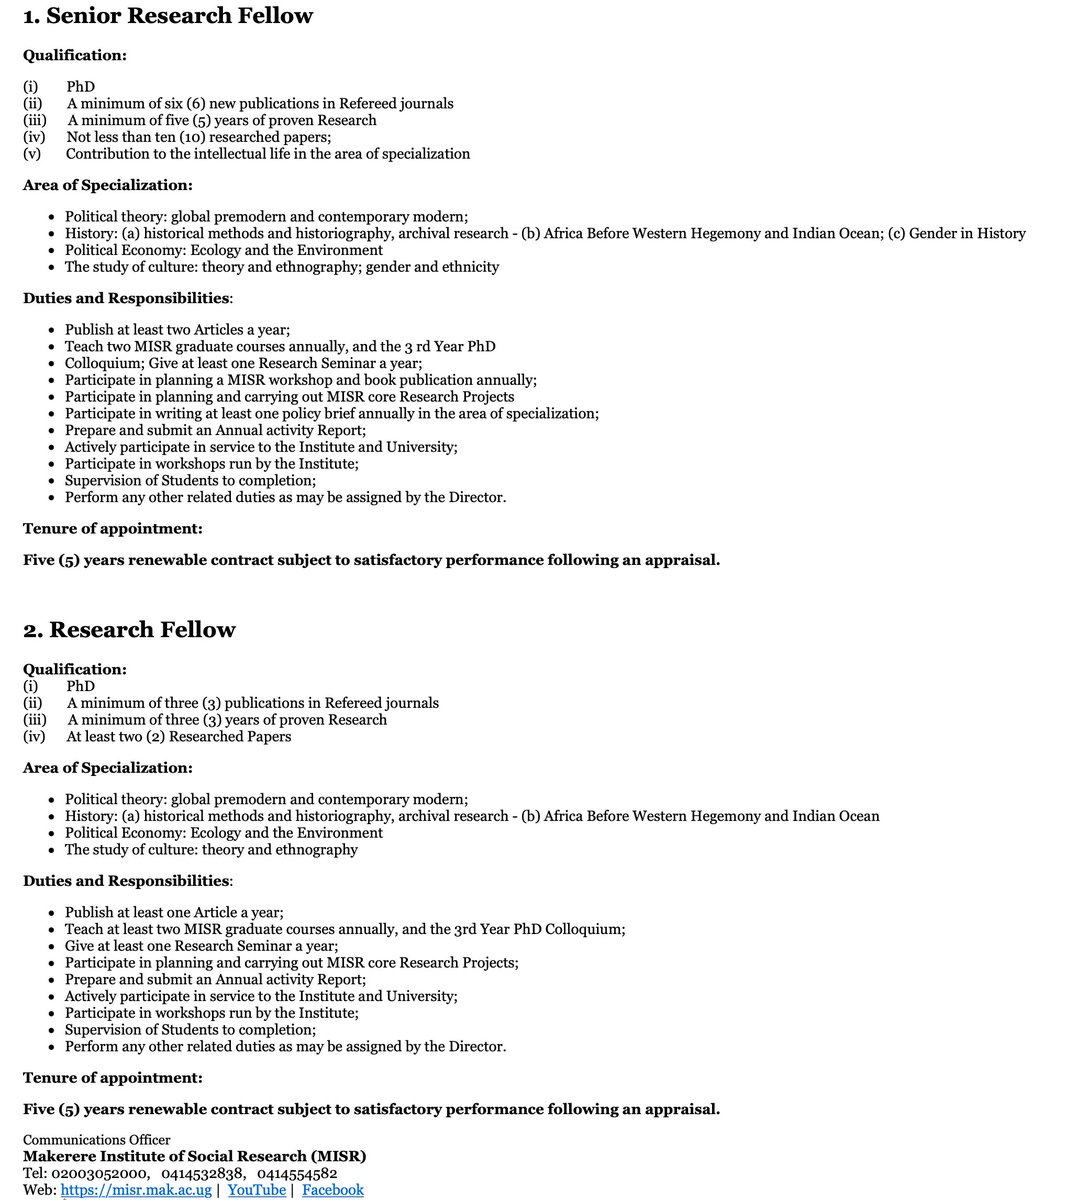 1. Senior Research Fellow
Qualification:
(i) PhD
(ii) A minimum of six (6) new publications in Refereed journals
(iii) A minimum of five (5) years of proven Research
(iv) Not less than ten (10) researched papers;
(v) Contribution to the intellectual life in the area of specialization
Area of Specialization:
• Political theory: global premodern and contemporary modern;
• History: (a) historical methods and historiography, archival research - (b) Africa Before Western Hegemony and Indian Ocean; (c) Gender in History
• Political Economy: Ecology and the Environment
• The study of culture: theory and ethnography; gender and ethnicity
Duties and Responsibilities:
• Publish at least two Articles a year;
• Teach two MISR graduate courses annually, and the 3 rd Year PhD
• Colloquium; Give at least one Research Seminar a year;
• Participate in planning a MISR workshop and book publication annually;
• Participate in planning and carrying out MISR core Research Projects
• Participate in writing at least one policy brief annually in the area of specialization;
• Prepare and submit an Annual activity Report;
• Actively participate in service to the Institute and University;
• Participate in workshops run by the Institute;
• Supervision of Students to completion;
• Perform any other related duties as may be assigned by the Director.
Tenure of appointment:
Five (5) years renewable contract subject to satisfactory performance following an appraisal.
2. Research Fellow
Qualification:
(i) PhD
(ii) A minimum of three (3) publications in Refereed journals
(iii) A minimum of three (3) years of proven Research
(iv) At least two (2) Researched Papers
Area of Specialization:
• Political theory: global premodern and contemporary modern;
• History: (a) historical methods and historiography, archival research - (b) Africa Before Western Hegemony and Indian Ocean
• Political Economy: Ecology and the Environment
• The study of culture: theory and ethnography
Duties and Responsibilities:
• Publish at least one Article a year;
• Teach at least two MISR graduate courses annually, and the 3rd Year PhD Colloquium;
• Give at least one Research Seminar a year;
• Participate in planning and carrying out MISR core Research Projects;
• Prepare and submit an Annual activity Report;
• Actively participate in service to the Institute and University;
• Participate in workshops run by the Institute;
• Supervision of Students to completion;
• Perform any other related duties as may be assigned by the Director.
Tenure of appointment:
Five (5) years renewable contract subject to satisfactory performance following an appraisal.
Communications Officer
Makerere Institute of Social Research (MISR)
Tel: 02003052000, 0414532838, 0414554582
Web: https://misr.mak.ac.ug | YouTube | Facebook